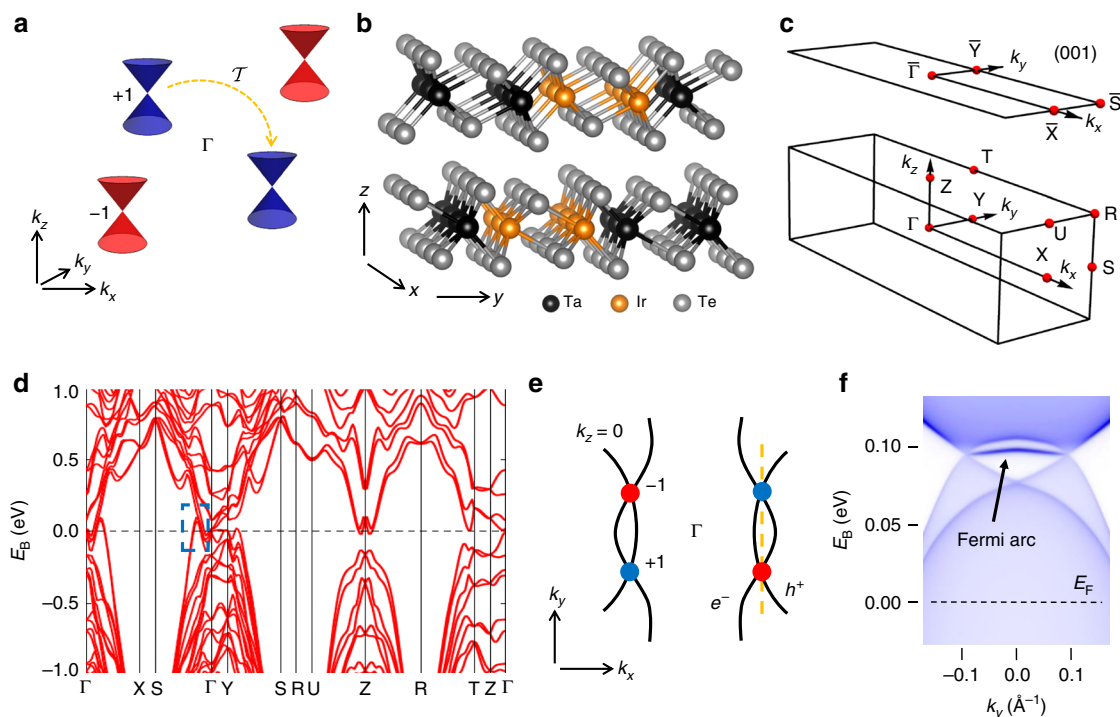 a
+1
𝒯
Γ
−1
k_z
k_y
k_x
b
z
x
y
Ta Ir Te
c
Y̅ k_y (001)
Γ̅
S̅
X̅ k_x
T
k_z
Z
Y k_y R
Γ U
X S
k_x
d
E_B (eV)
1.0
0.5
0.0
−0.5
−1.0
Γ X S Γ Y S R U Z R T Z Γ
e
k_z = 0
−1
Γ
+1
e⁻ h⁺
k_y
k_x
f
E_B (eV)
0.10
0.05
Fermi arc
E_F
0.00
−0.1 0.0 0.1
k_y (Å⁻¹)